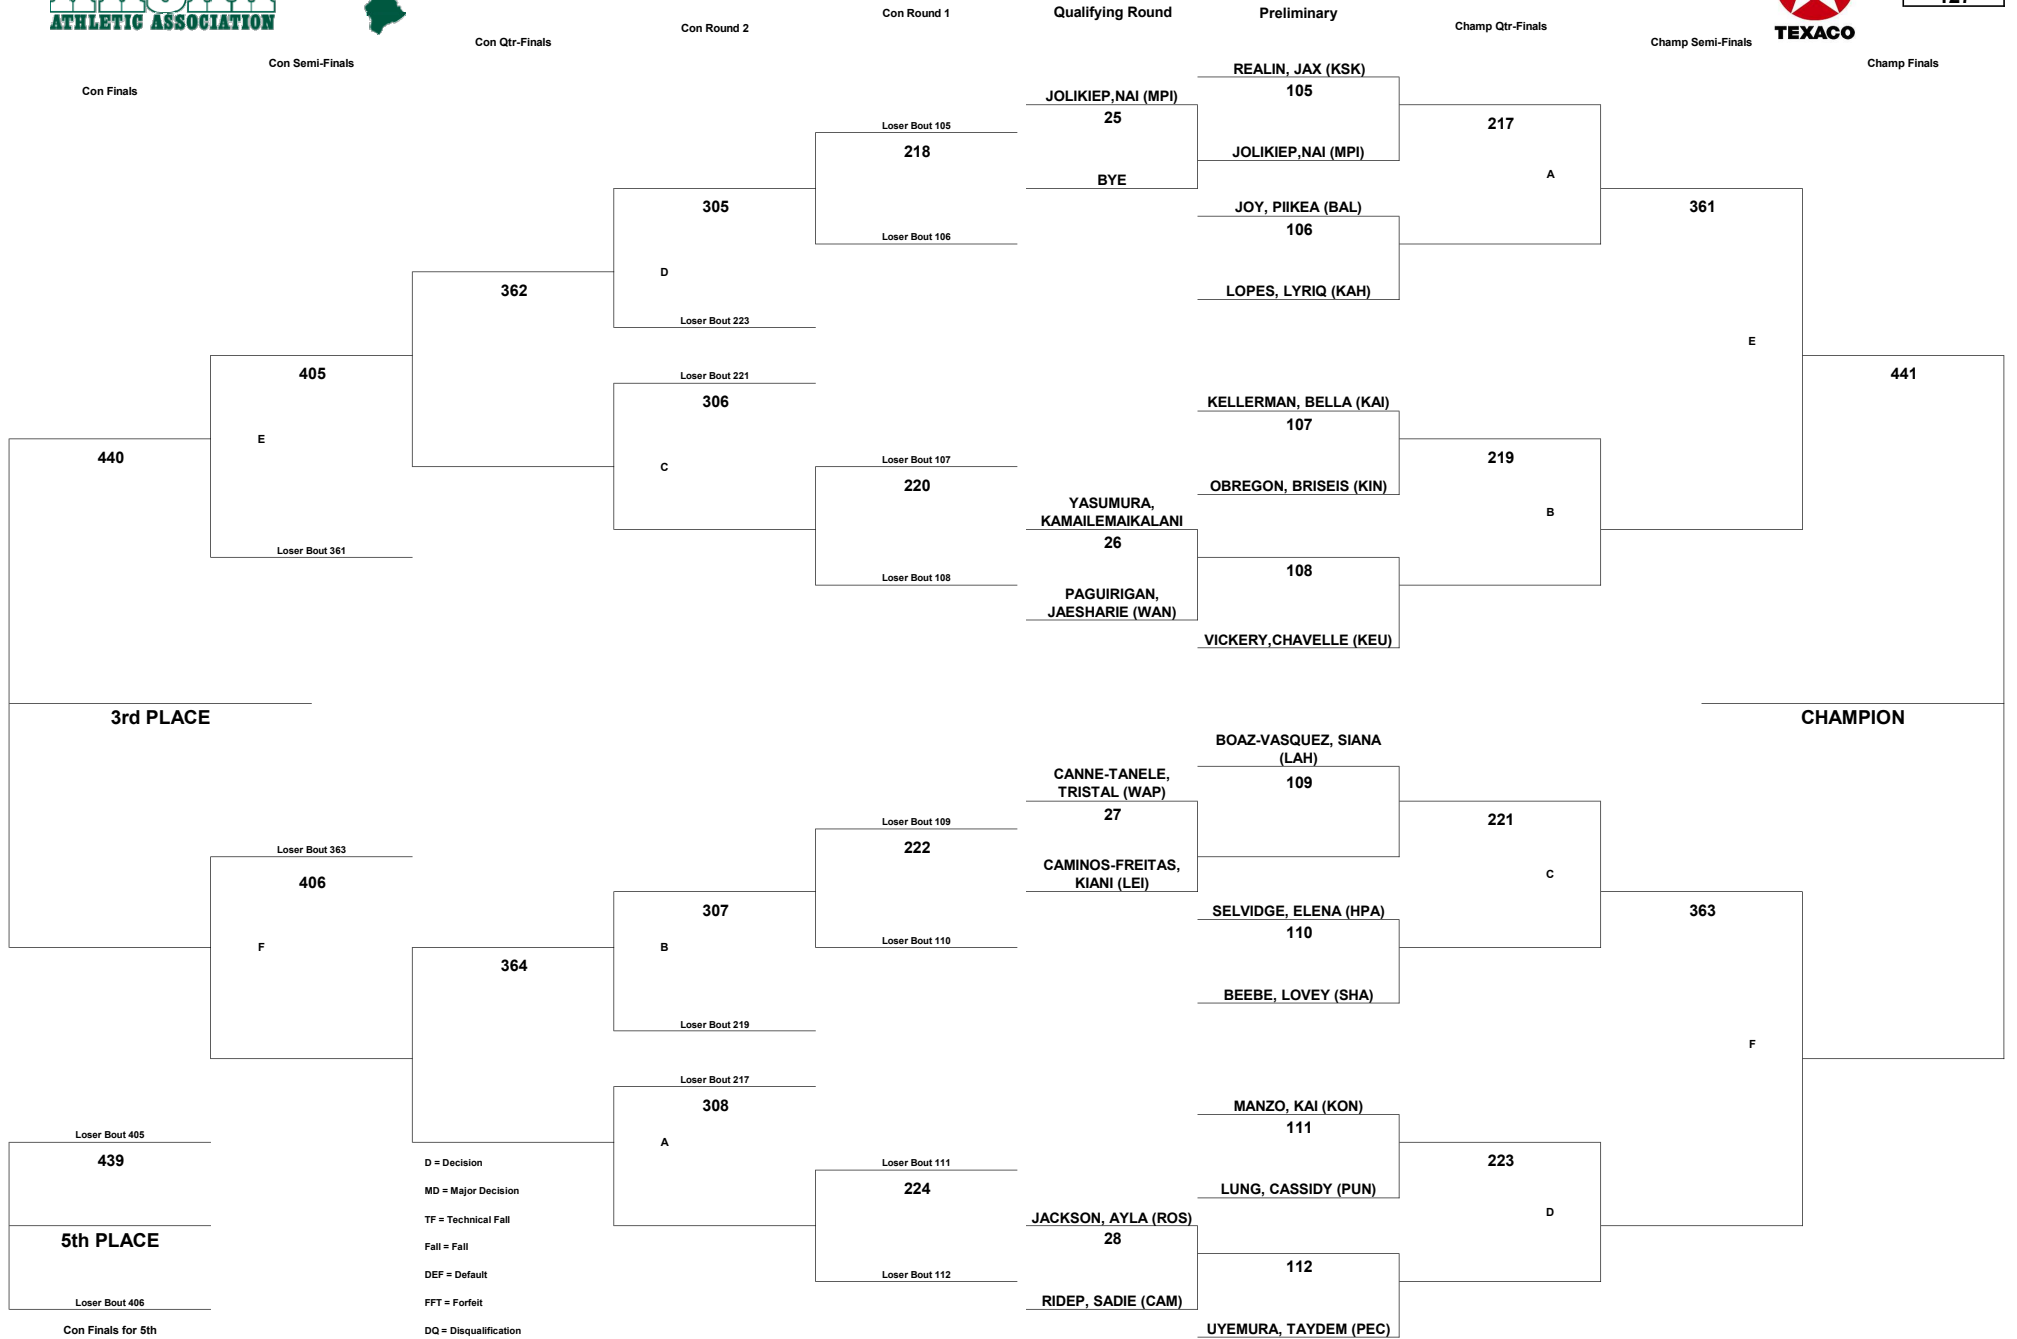 ATHLETIC ASSOCIATION
TEXACO
Con Finals
Con Semi-Finals
Con Qtr-Finals
Con Round 2
Con Round 1
Qualifying Round
Preliminary
Champ Qtr-Finals
Champ Semi-Finals
Champ Finals
REALIN, JAX (KSK)
105
JOLIKIEP,NAI (MPI)
JOLIKIEP,NAI (MPI)
25
BYE
217
A
Loser Bout 105
218
Loser Bout 106
JOY, PIIKEA (BAL)
106
LOPES, LYRIQ (KAH)
305
D
Loser Bout 223
361
E
362
405
E
Loser Bout 361
Loser Bout 221
306
C
440
441
KELLERMAN, BELLA (KAI)
107
OBREGON, BRISEIS (KIN)
219
B
Loser Bout 107
220
Loser Bout 108
YASUMURA,
KAMAILEMAIKALANI
26
PAGUIRIGAN,
JAESHARIE (WAN)
108
VICKERY,CHAVELLE (KEU)
3rd PLACE
CHAMPION
BOAZ-VASQUEZ, SIANA
(LAH)
109
CANNE-TANELE,
TRISTAL (WAP)
27
CAMINOS-FREITAS,
KIANI (LEI)
221
C
Loser Bout 109
222
Loser Bout 110
Loser Bout 363
406
F
307
B
Loser Bout 219
SELVIDGE, ELENA (HPA)
110
BEEBE, LOVEY (SHA)
363
F
364
Loser Bout 217
308
A
MANZO, KAI (KON)
111
LUNG, CASSIDY (PUN)
223
D
Loser Bout 111
224
Loser Bout 112
JACKSON, AYLA (ROS)
28
RIDEP, SADIE (CAM)
112
UYEMURA, TAYDEM (PEC)
Loser Bout 405
439
5th PLACE
Loser Bout 406
Con Finals for 5th
D = Decision
MD = Major Decision
TF = Technical Fall
Fall = Fall
DEF = Default
FFT = Forfeit
DQ = Disqualification